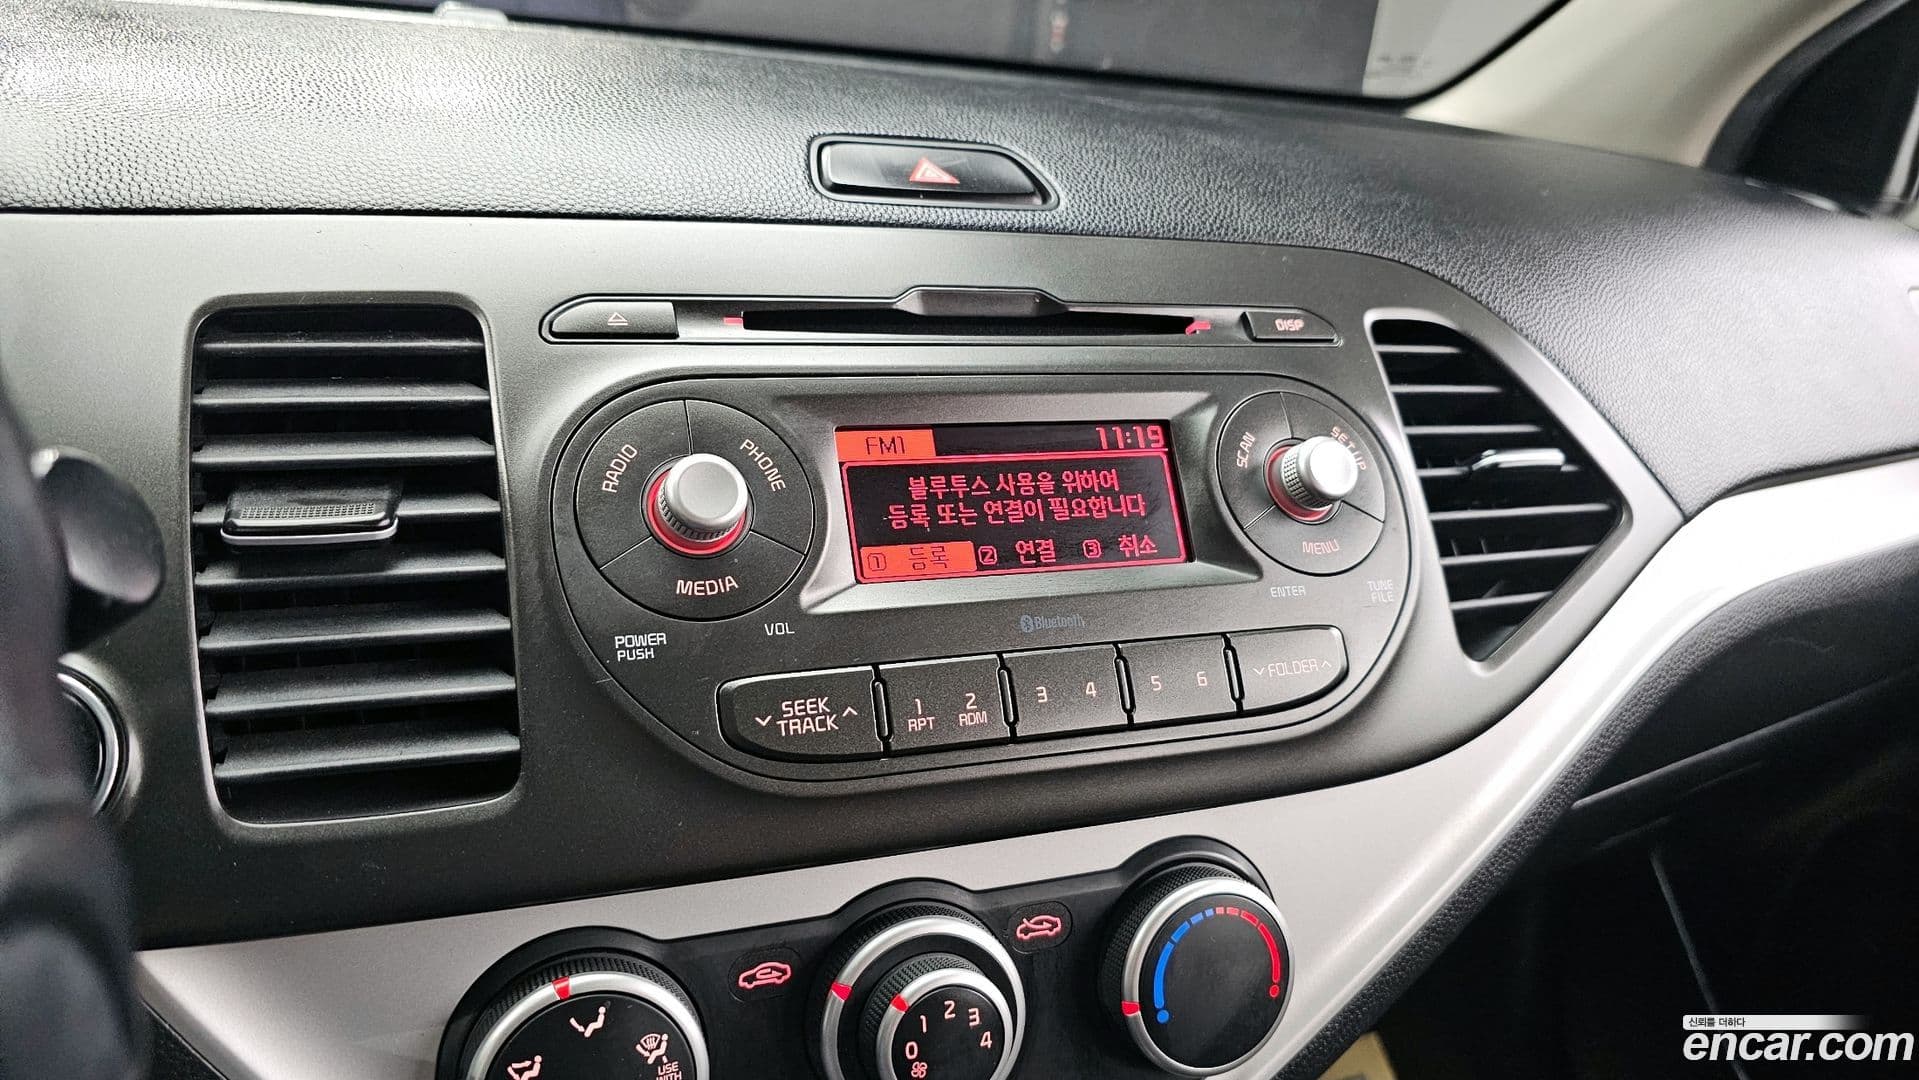 DISP
RADIO
PHONE
MEDIA
POWER
PUSH
VOL
FM1
11:19
블루투스 사용을 위하여
등록 또는 연결이 필요합니다
1 등록 2 연결 3 취소
Bluetooth
SCAN
SETUP
MENU
ENTER
TUNE
FILE
SEEK
TRACK
1
RPT
2
RDM
3
4
5
6
FOLDER
0
1
2
3
4
USE
WITH
신뢰를 더하다
encar.com